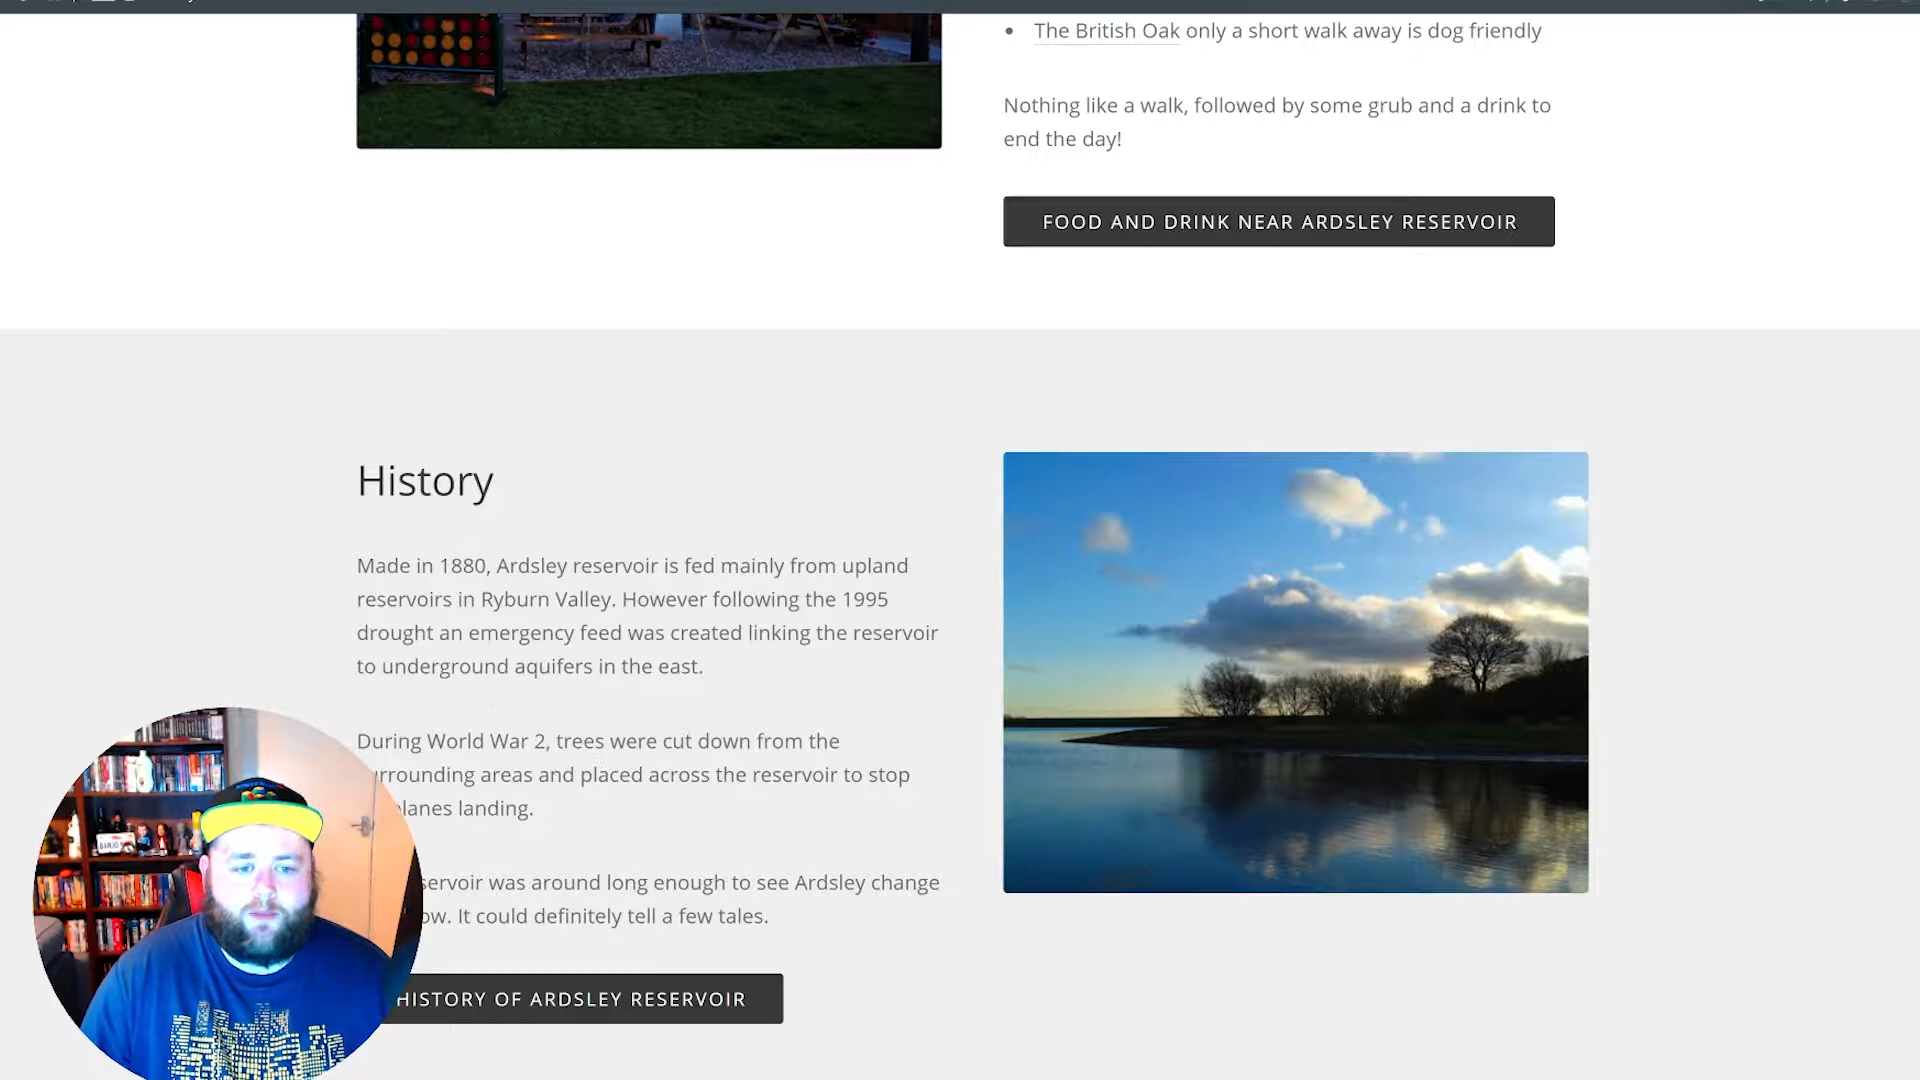 The British Oak only a short walk away is dog friendly
Nothing like a walk, followed by some grub and a drink to
end the day!
FOOD AND DRINK NEAR ARDSLEY RESERVOIR
History
Made in 1880, Ardsley reservoir is fed mainly from upland
reservoirs in Ryburn Valley. However following the 1995
drought an emergency feed was created linking the reservoir
to underground aquifers in the east.
During World War 2, trees were cut down from the
areas and placed across the reservoir to stop
landing.
was around long enough to see Ardsley change
It could definitely tell a few tales.
HISTORY OF ARDSLEY RESERVOIR
BANJO